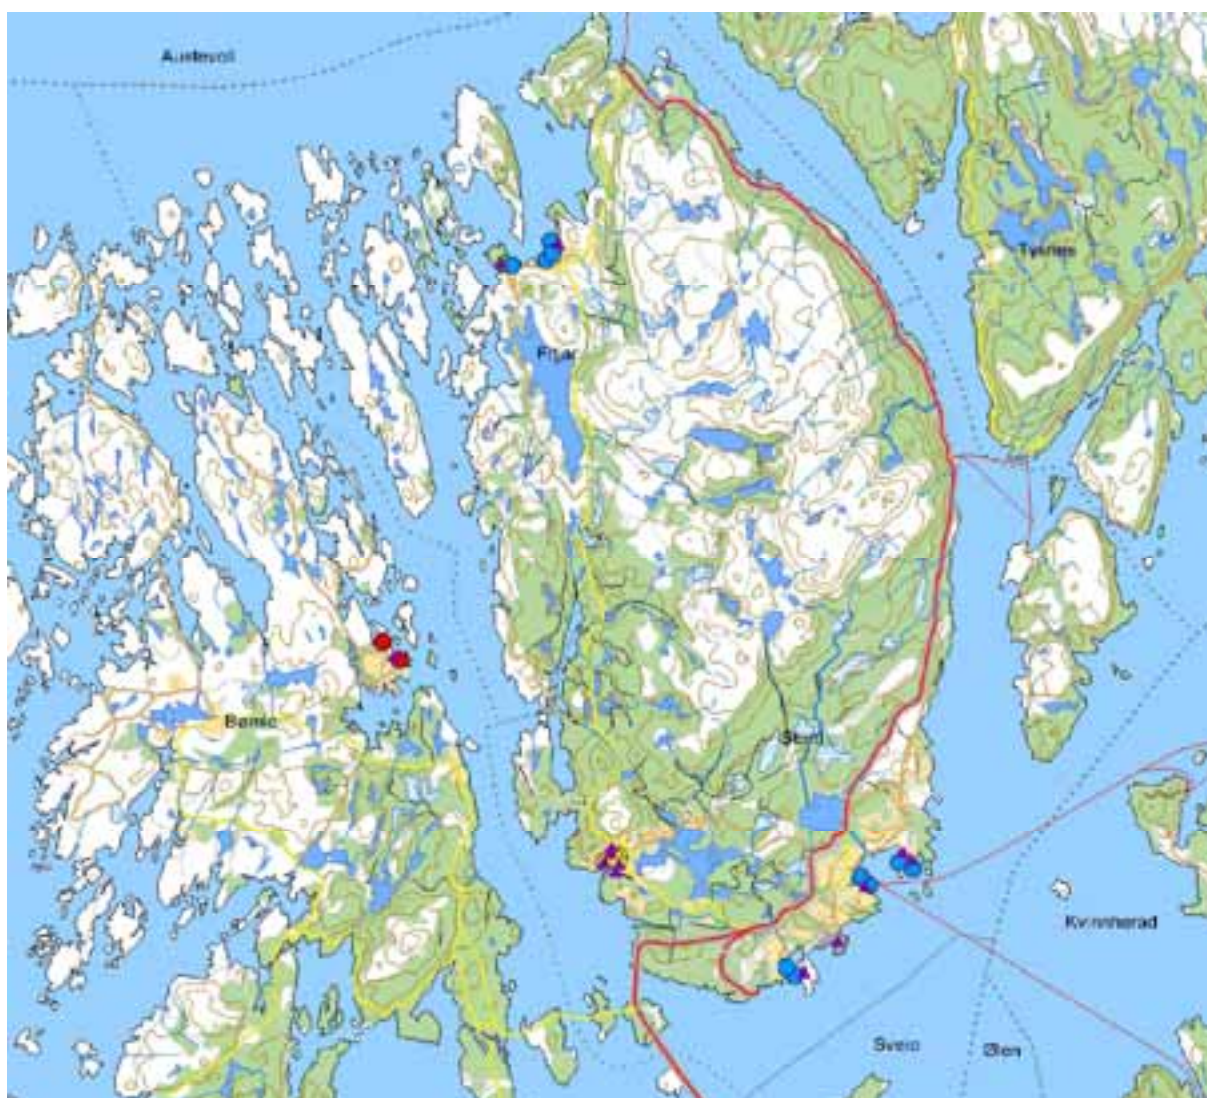 Austevoll
Tysnes
Fitjar
Bømlo
Stord
Kvinnherad
Sveio
Ølen